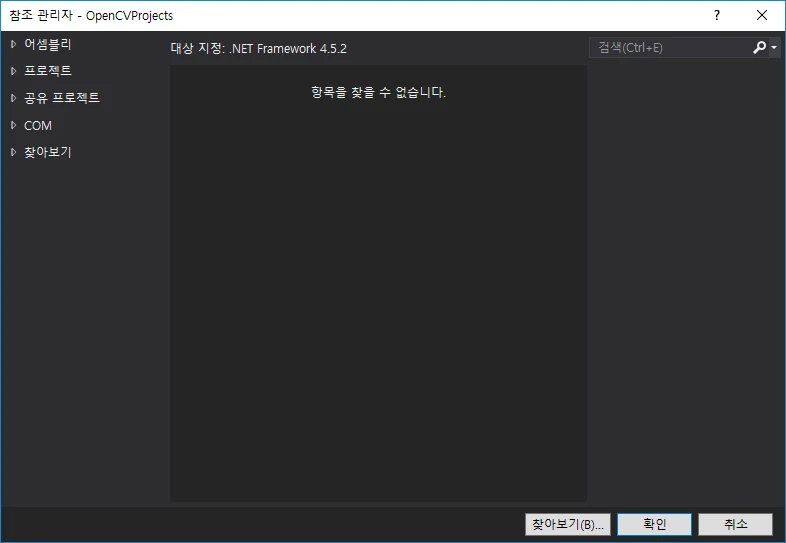 참조 관리자 - OpenCVProjects
?
어셈블리
프로젝트
공유 프로젝트
COM
찾아보기
대상 지정: .NET Framework 4.5.2
검색(Ctrl+E)
항목을 찾을 수 없습니다.
찾아보기(B)...
확인
취소